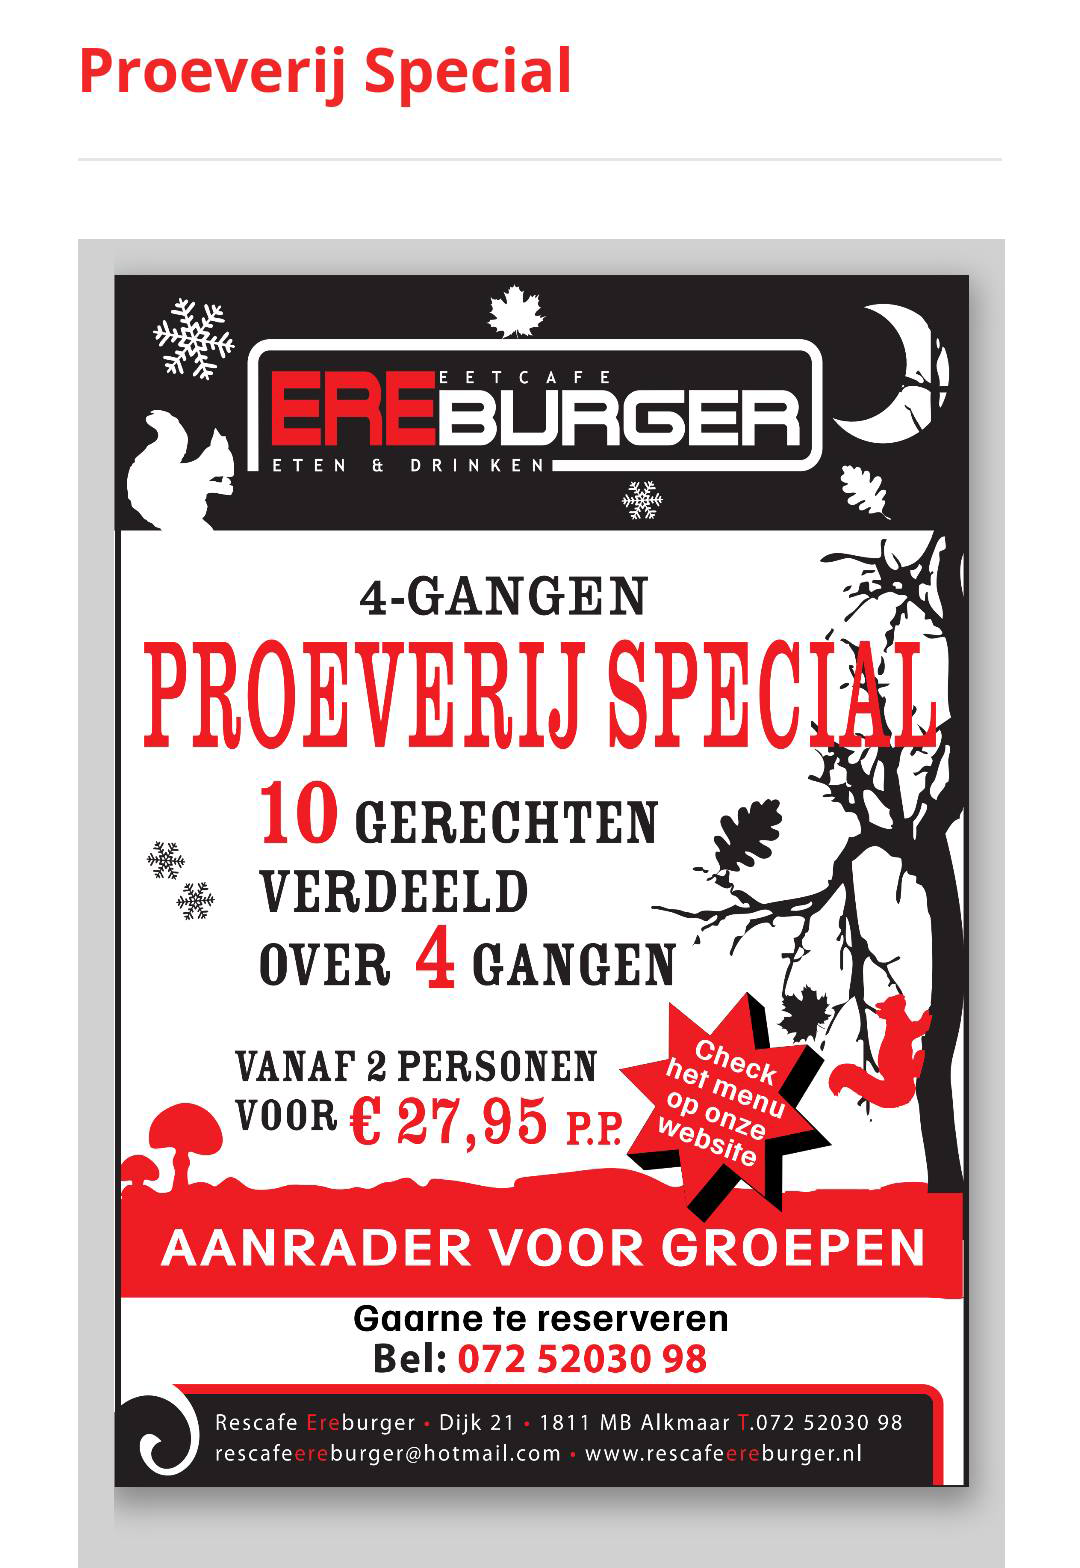 Proeverij Special
EETCAFE
EREBURGER
ETEN & DRINKEN
4-GANGEN
PROEVERIJ SPECIAL
10 GERECHTEN
VERDEELD
OVER 4 GANGEN
VANAF 2 PERSONEN
VOOR € 27,95 P.P.
Check
het menu
op onze
website
AANRADER VOOR GROEPEN
Gaarne te reserveren
Bel: 072 52030 98
Rescafe Ereburger • Dijk 21 • 1811 MB Alkmaar T.072 52030 98
rescafeereburger@hotmail.com • www.rescafeereburger.nl